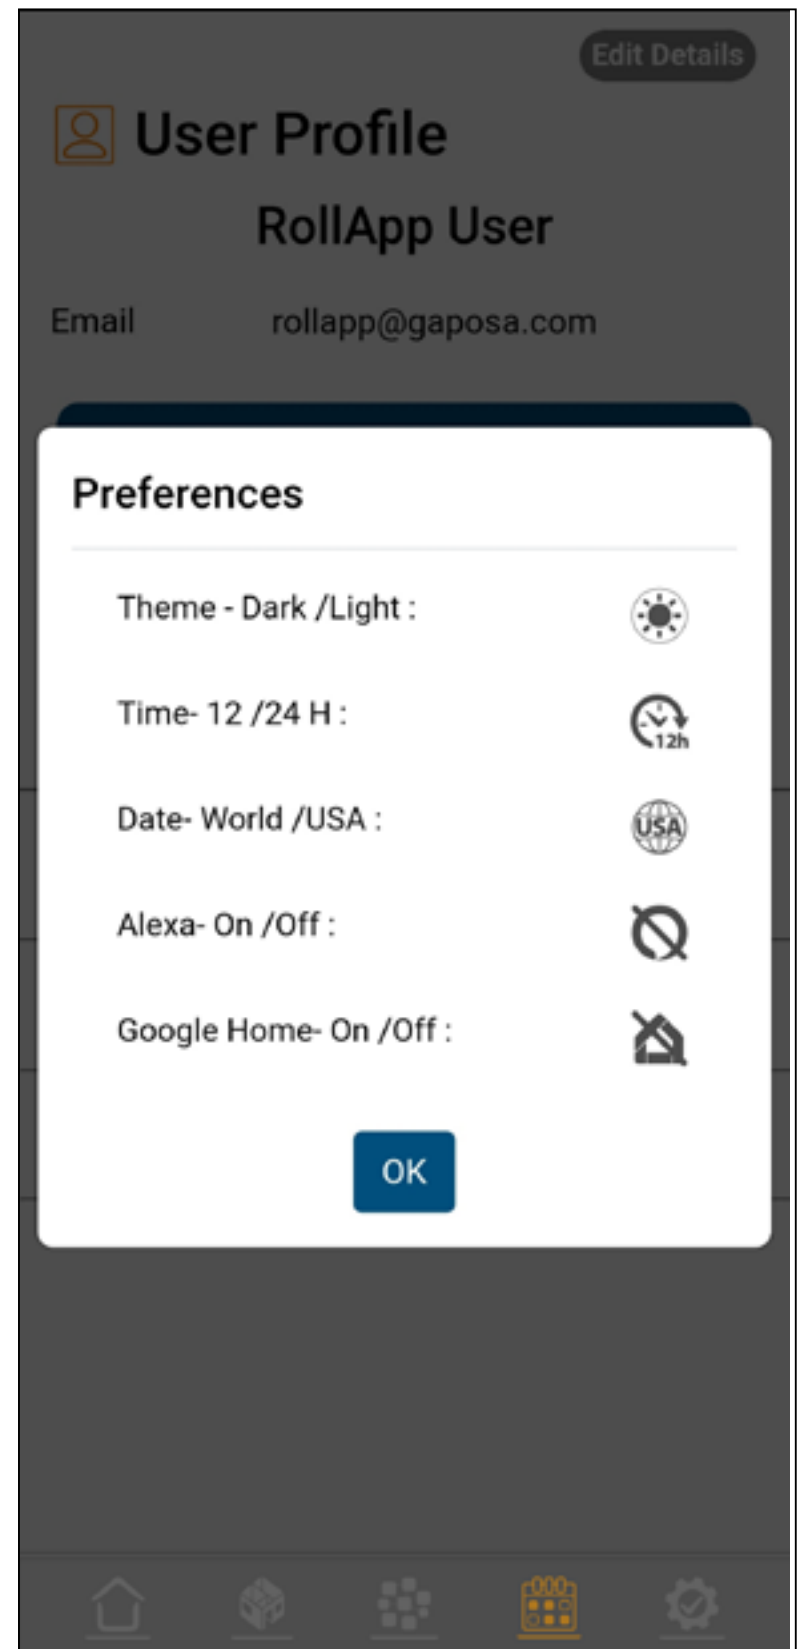 Edit Details
User Profile
RollApp User
Email rollapp@gaposa.com
Preferences
Theme - Dark /Light :
Time- 12 /24 H :
12h
Date- World /USA :
USA
Alexa- On /Off :
Google Home- On /Off :
OK